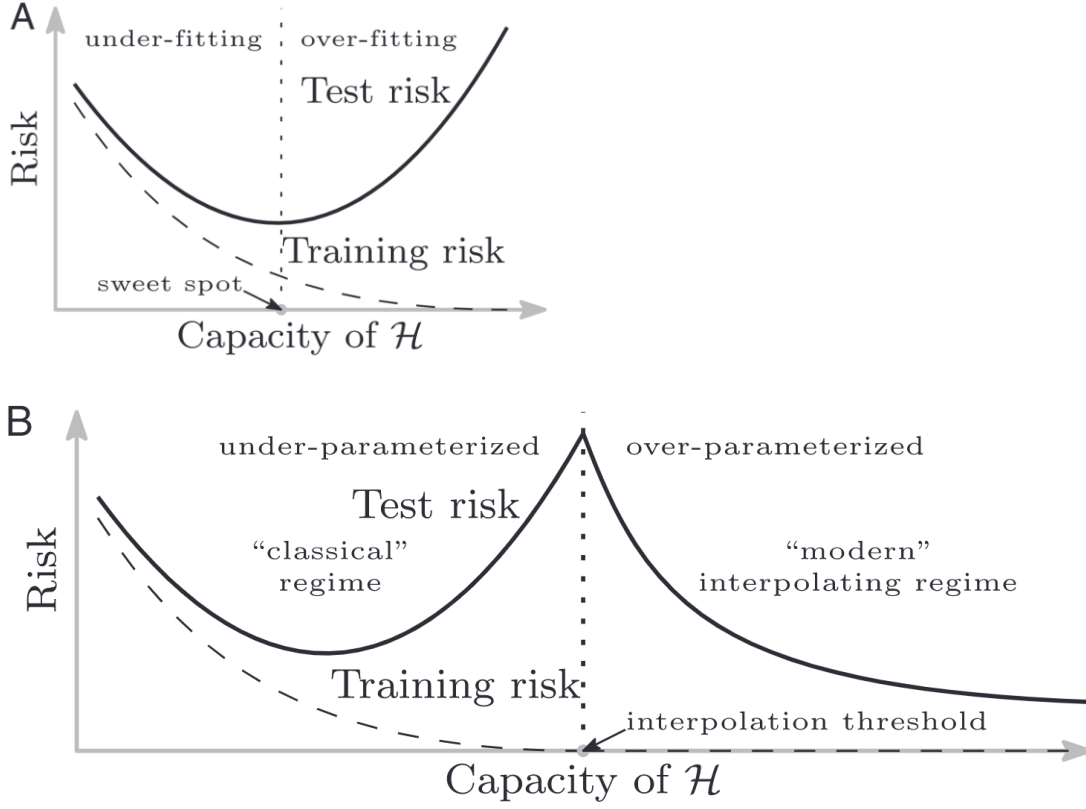 A
under-fitting
over-fitting
Test risk
Risk
Training risk
sweet spot
Capacity of ℋ
B
under-parameterized
over-parameterized
Test risk
“classical”
regime
“modern”
interpolating regime
Risk
Training risk
interpolation threshold
Capacity of ℋ